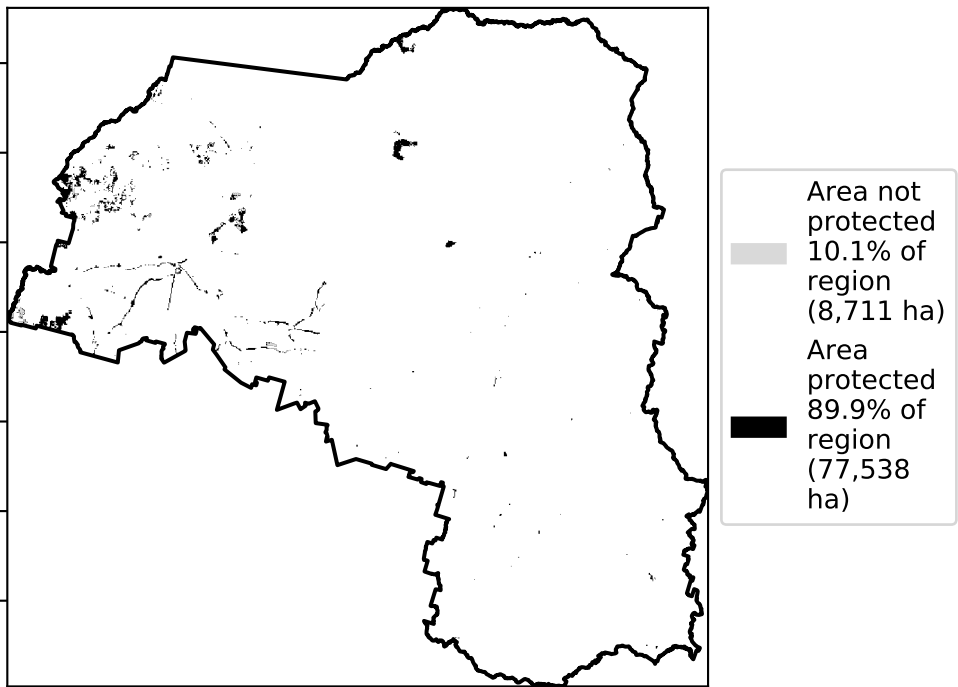 Area not
protected
10.1% of
region
(8,711 ha)
Area
protected
89.9% of
region
(77,538
ha)